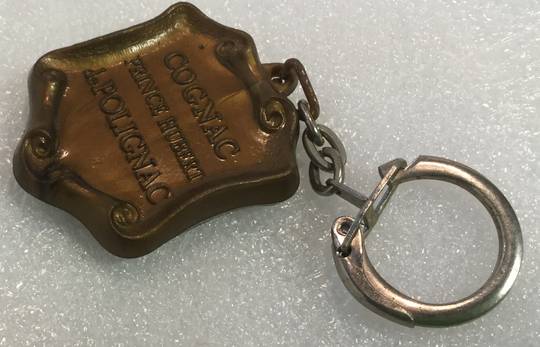 COGNAC
PRINCE HUBERT
de POLIGNAC